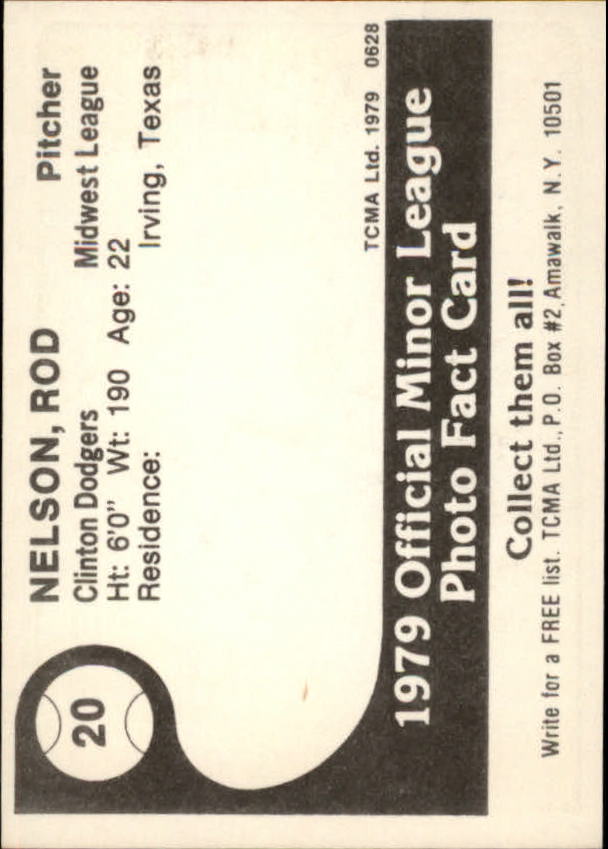 20
NELSON, ROD Pitcher
Clinton Dodgers Midwest League
Ht: 6'0" Wt: 190 Age: 22
Residence: Irving, Texas
TCMA Ltd. 1979 0628
1979 Official Minor League
Photo Fact Card
Collect them all!
Write for a FREE list. TCMA Ltd., P.O. Box #2, Amawalk, N.Y. 10501